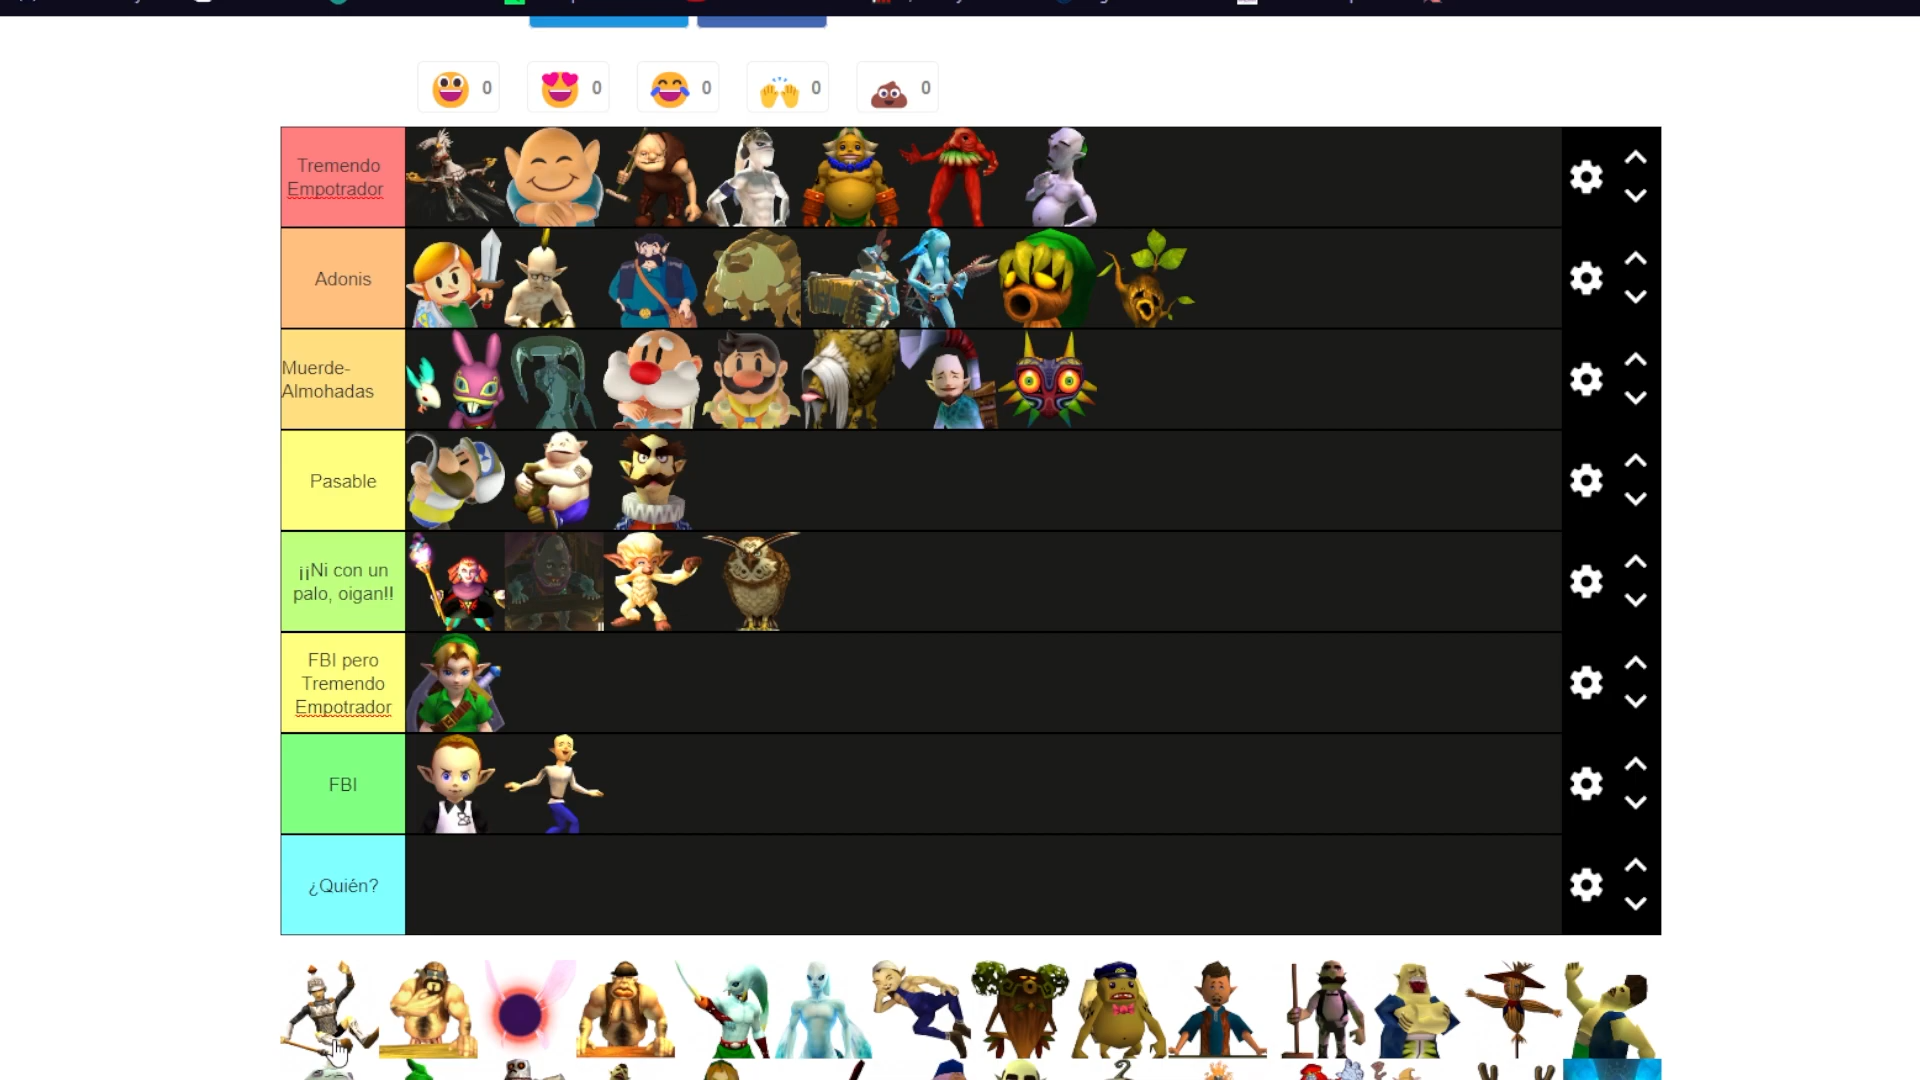 0 0 0 0 0
Tremendo
Empotrador
Adonis
Muerde-
Almohadas
Pasable
¡¡Ni con un
palo, oigan!!
FBI pero
Tremendo
Empotrador
FBI
¿Quién?